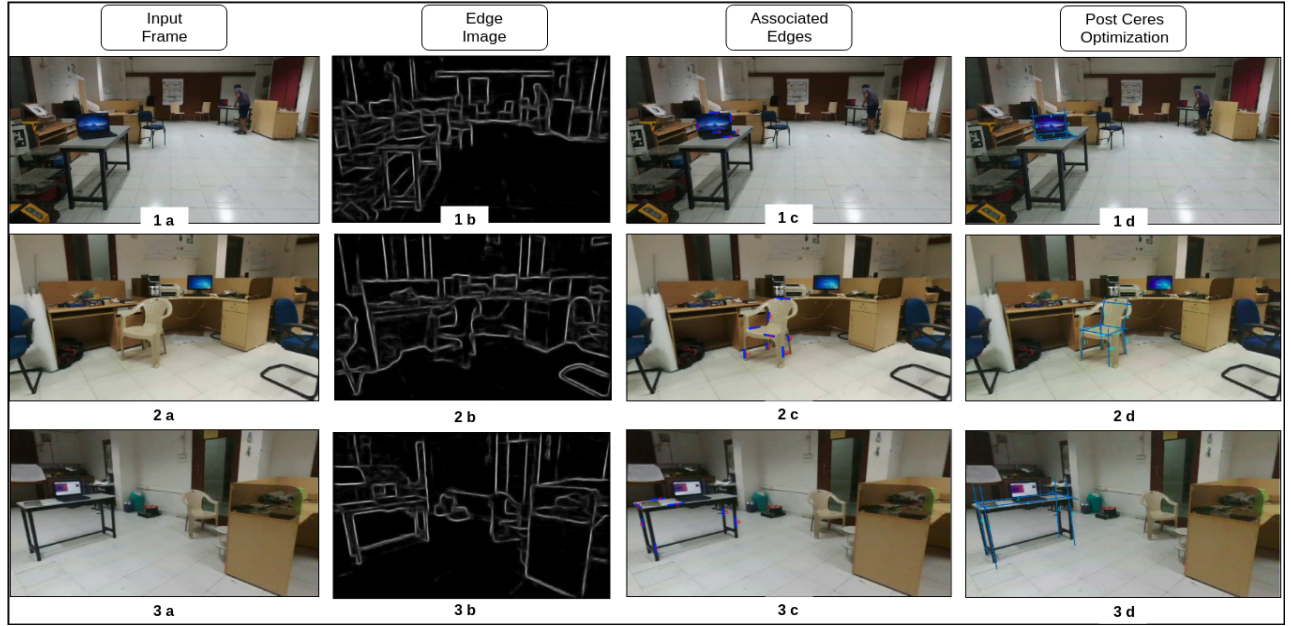 Input
Frame
Edge
Image
Associated
Edges
Post Ceres
Optimization
1 a
1 b
1 c
1 d
2 a
2 b
2 c
2 d
3 a
3 b
3 c
3 d